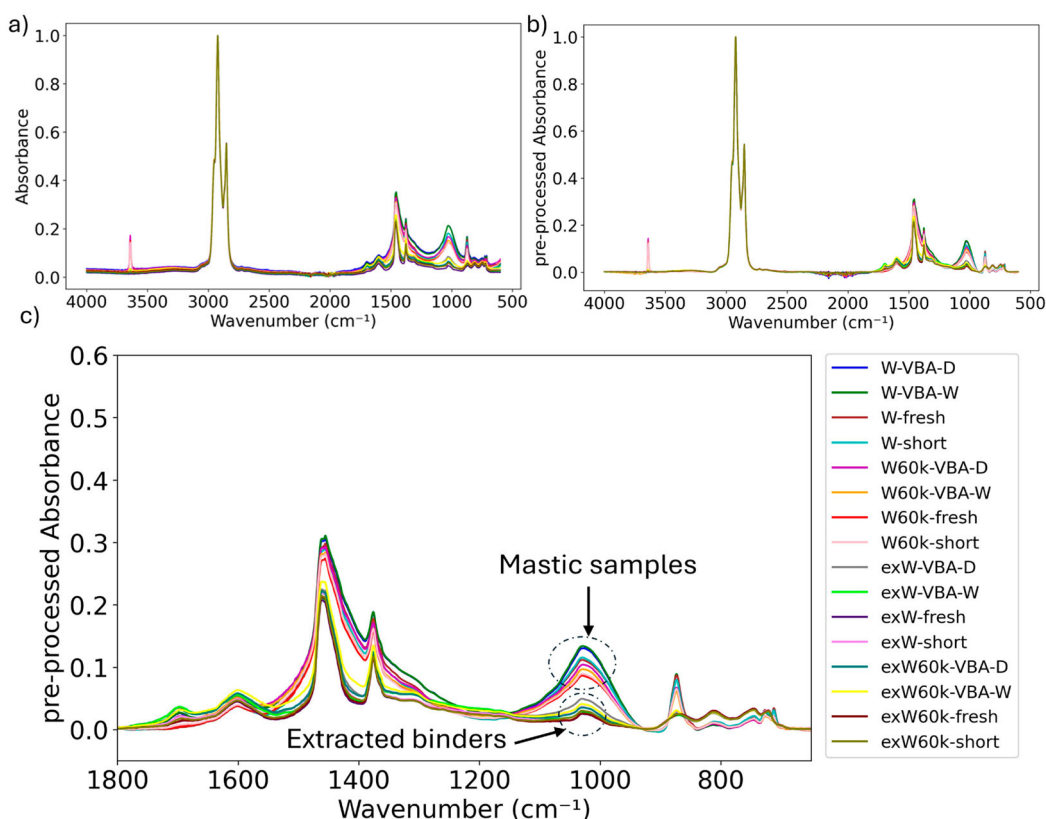 a)
1.0
0.8
0.6
0.4
0.2
0.0
Absorbance
4000 3500 3000 2500 2000 1500 1000 500
Wavenumber (cm⁻¹)
b)
1.0
0.8
0.6
0.4
0.2
0.0
pre-processed Absorbance
4000 3500 3000 2500 2000 1500 1000 500
Wavenumber (cm⁻¹)
c)
0.6
0.5
0.4
0.3
0.2
0.1
0.0
pre-processed Absorbance
Mastic samples
Extracted binders
1800 1600 1400 1200 1000 800
Wavenumber (cm⁻¹)
W-VBA-D
W-VBA-W
W-fresh
W-short
W60k-VBA-D
W60k-VBA-W
W60k-fresh
W60k-short
exW-VBA-D
exW-VBA-W
exW-fresh
exW-short
exW60k-VBA-D
exW60k-VBA-W
exW60k-fresh
exW60k-short